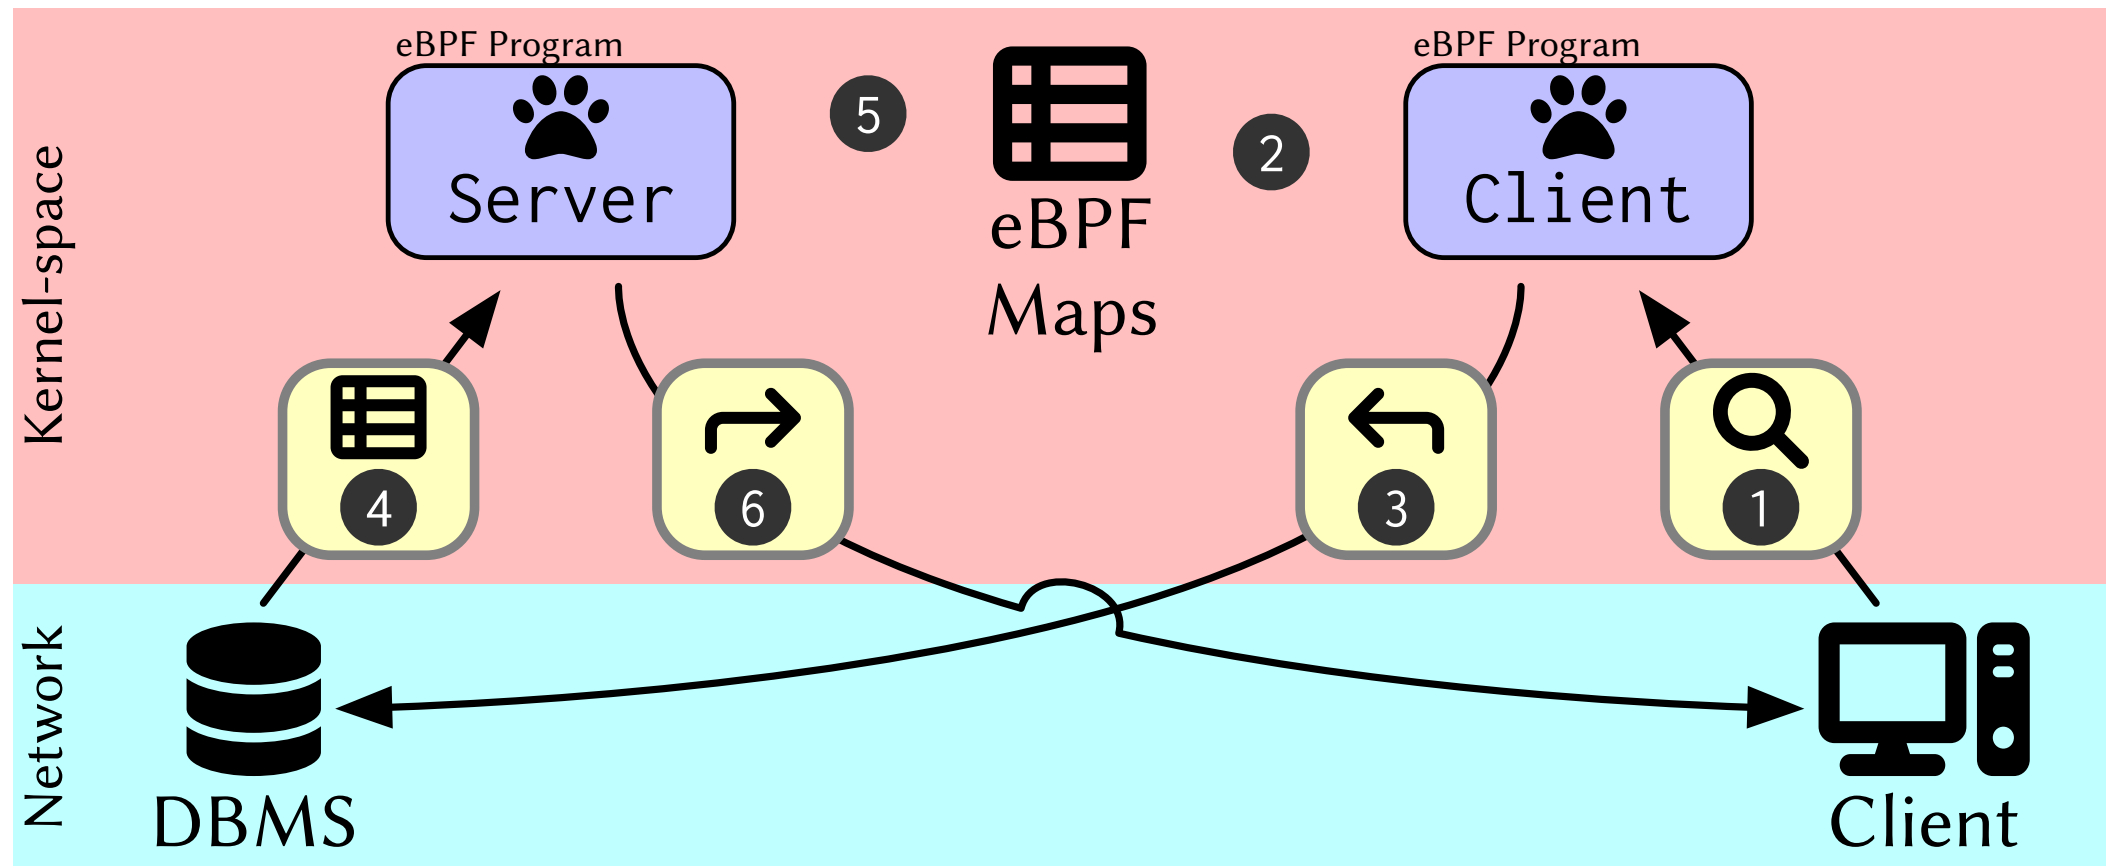 Kernel-space
eBPF Program
Server
5
eBPF
Maps
2
eBPF Program
Client
4
6
3
1
Network
DBMS
Client